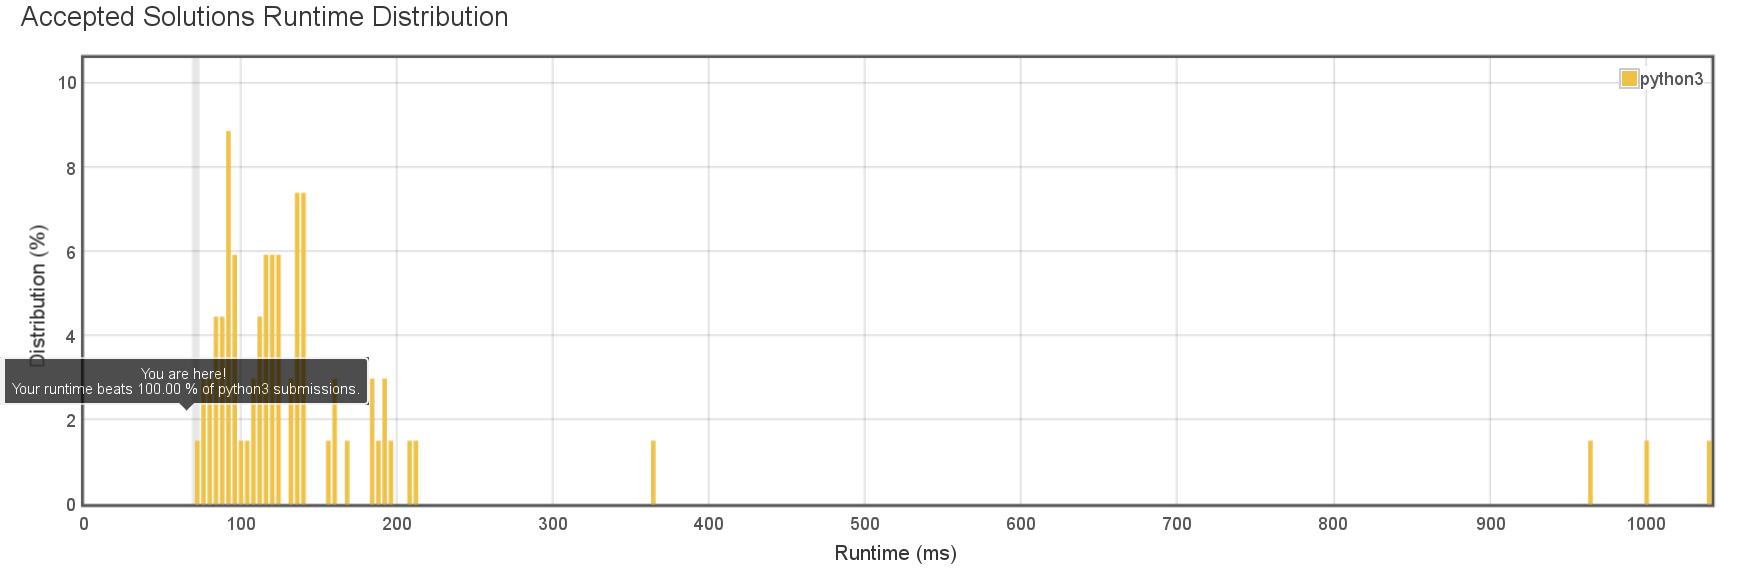 Accepted Solutions Runtime Distribution
python3
10
8
6
4
2
0
Distribution (%)
You are here!
Your runtime beats 100.00 % of python3 submissions.
0 100 200 300 400 500 600 700 800 900 1000
Runtime (ms)